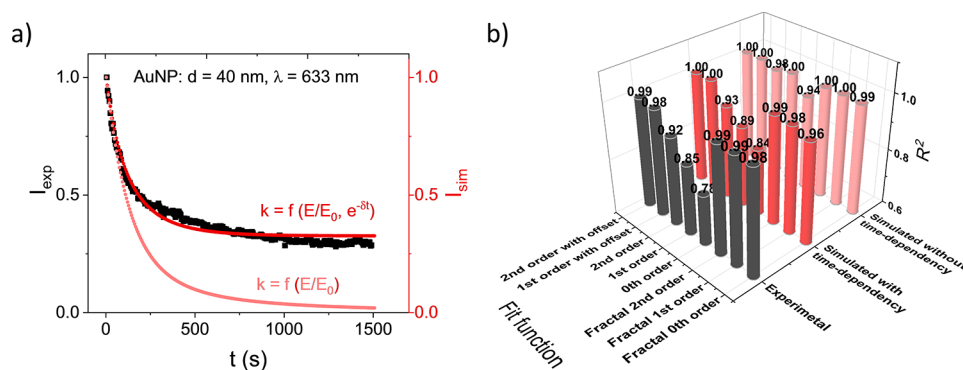 a)
AuNP: d = 40 nm, λ = 633 nm
1.0
0.5
0.0
I_exp
1.0
0.5
0.0
I_sim
k = f (E/E₀, e^-δt)
k = f (E/E₀)
0
500
1000
1500
t (s)
b)
1.00
1.00
0.98
1.00
0.94
1.00
1.00
0.99
1.00
1.00
0.93
0.89
0.84
0.99
0.98
0.96
0.99
0.98
0.92
0.85
0.78
0.99
0.99
0.98
1.0
0.8
0.6
R²
2nd order with offset
1st order with offset
2nd order
1st order
0th order
Fractal 2nd order
Fractal 1st order
Fractal 0th order
Fit function
Simulated without
time-dependency
Simulated with
time-dependency
Experimetal